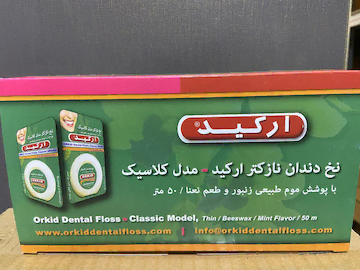 ارکید®
نخ دندان نازکتر ارکید - مدل کلاسیک
با پوشش موم طبیعی زنبور و طعم نعنا / ۵۰ متر
Orkid Dental Floss - Classic Model, Thin / Beeswax / Mint Flavor / 50 m
www.orkiddentalfloss.com | Info@orkiddentalfloss.com